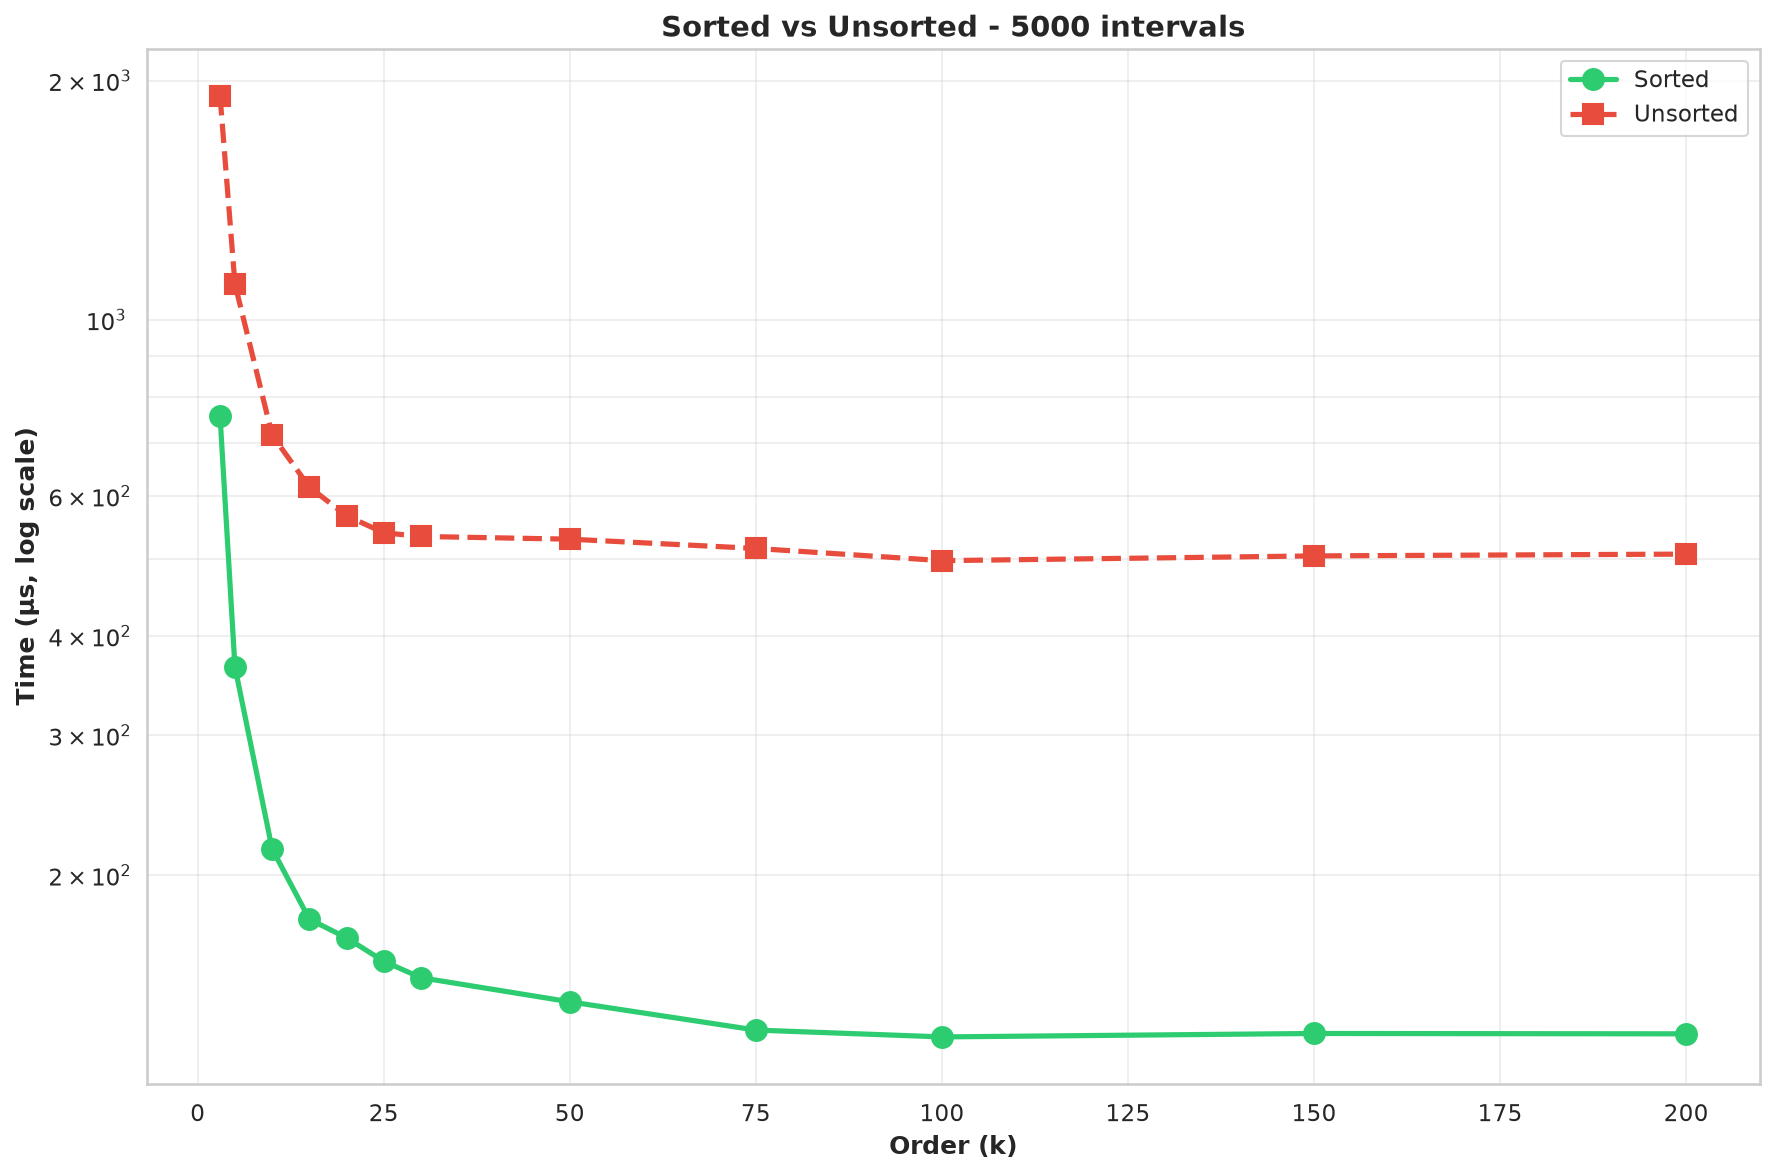 Sorted vs Unsorted - 5000 intervals
Sorted
Unsorted
Time (µs, log scale)
2 × 10³
10³
6 × 10²
4 × 10²
3 × 10²
2 × 10²
0 25 50 75 100 125 150 175 200
Order (k)